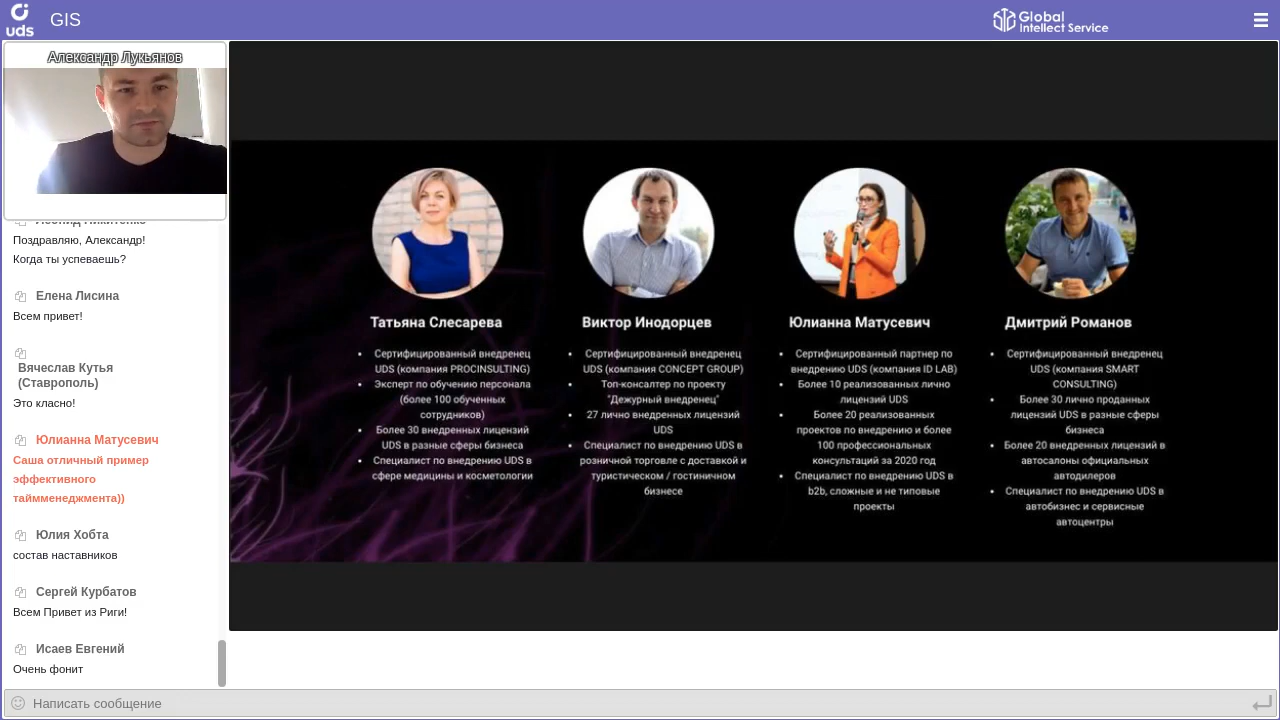 uds
GIS
Global
Intellect Service
Александр Лукьянов
Поздравляю, Александр!
Когда ты успеваешь?
Елена Лисина
Всем привет!
Вячеслав Кутья
(Ставрополь)
Это класно!
Юлианна Матусевич
Саша отличный пример
эффективного
таймменеджмента))
Юлия Хобта
состав наставников
Сергей Курбатов
Всем Привет из Риги!
Исаев Евгений
Очень фонит
Написать сообщение
Татьяна Слесарева
• Сертифицированный внедренец
UDS (компания PROCINSULTING)
• Эксперт по обучению персонала
(более 100 обученных
сотрудников)
• Более 30 внедренных лицензий
UDS в разные сферы бизнеса
• Специалист по внедрению UDS в
сфере медицины и косметологии
Виктор Инодорцев
• Сертифицированный внедренец
UDS (компания CONCEPT GROUP)
• Топ-консалтер по проекту
"Дежурный внедренец"
• 27 лично внедренных лицензий
UDS
• Специалист по внедрению UDS в
розничной торговле с доставкой и
туристическом / гостиничном
бизнесе
Юлианна Матусевич
• Сертифицированный партнер по
внедрению UDS (компания ID LAB)
• Более 10 реализованных лично
лицензий UDS
• Более 20 реализованных
проектов по внедрению и более
100 профессиональных
консультаций за 2020 год
• Специалист по внедрению UDS в
b2b, сложные и не типовые
проекты
Дмитрий Романов
• Сертифицированный внедренец
UDS (компания SMART
CONSULTING)
• Более 30 лично проданных
лицензий UDS в разные сферы
бизнеса
• Более 20 внедренных лицензий в
автосалоны официальных
автодилеров
• Специалист по внедрению UDS в
автобизнес и сервисные
автоцентры